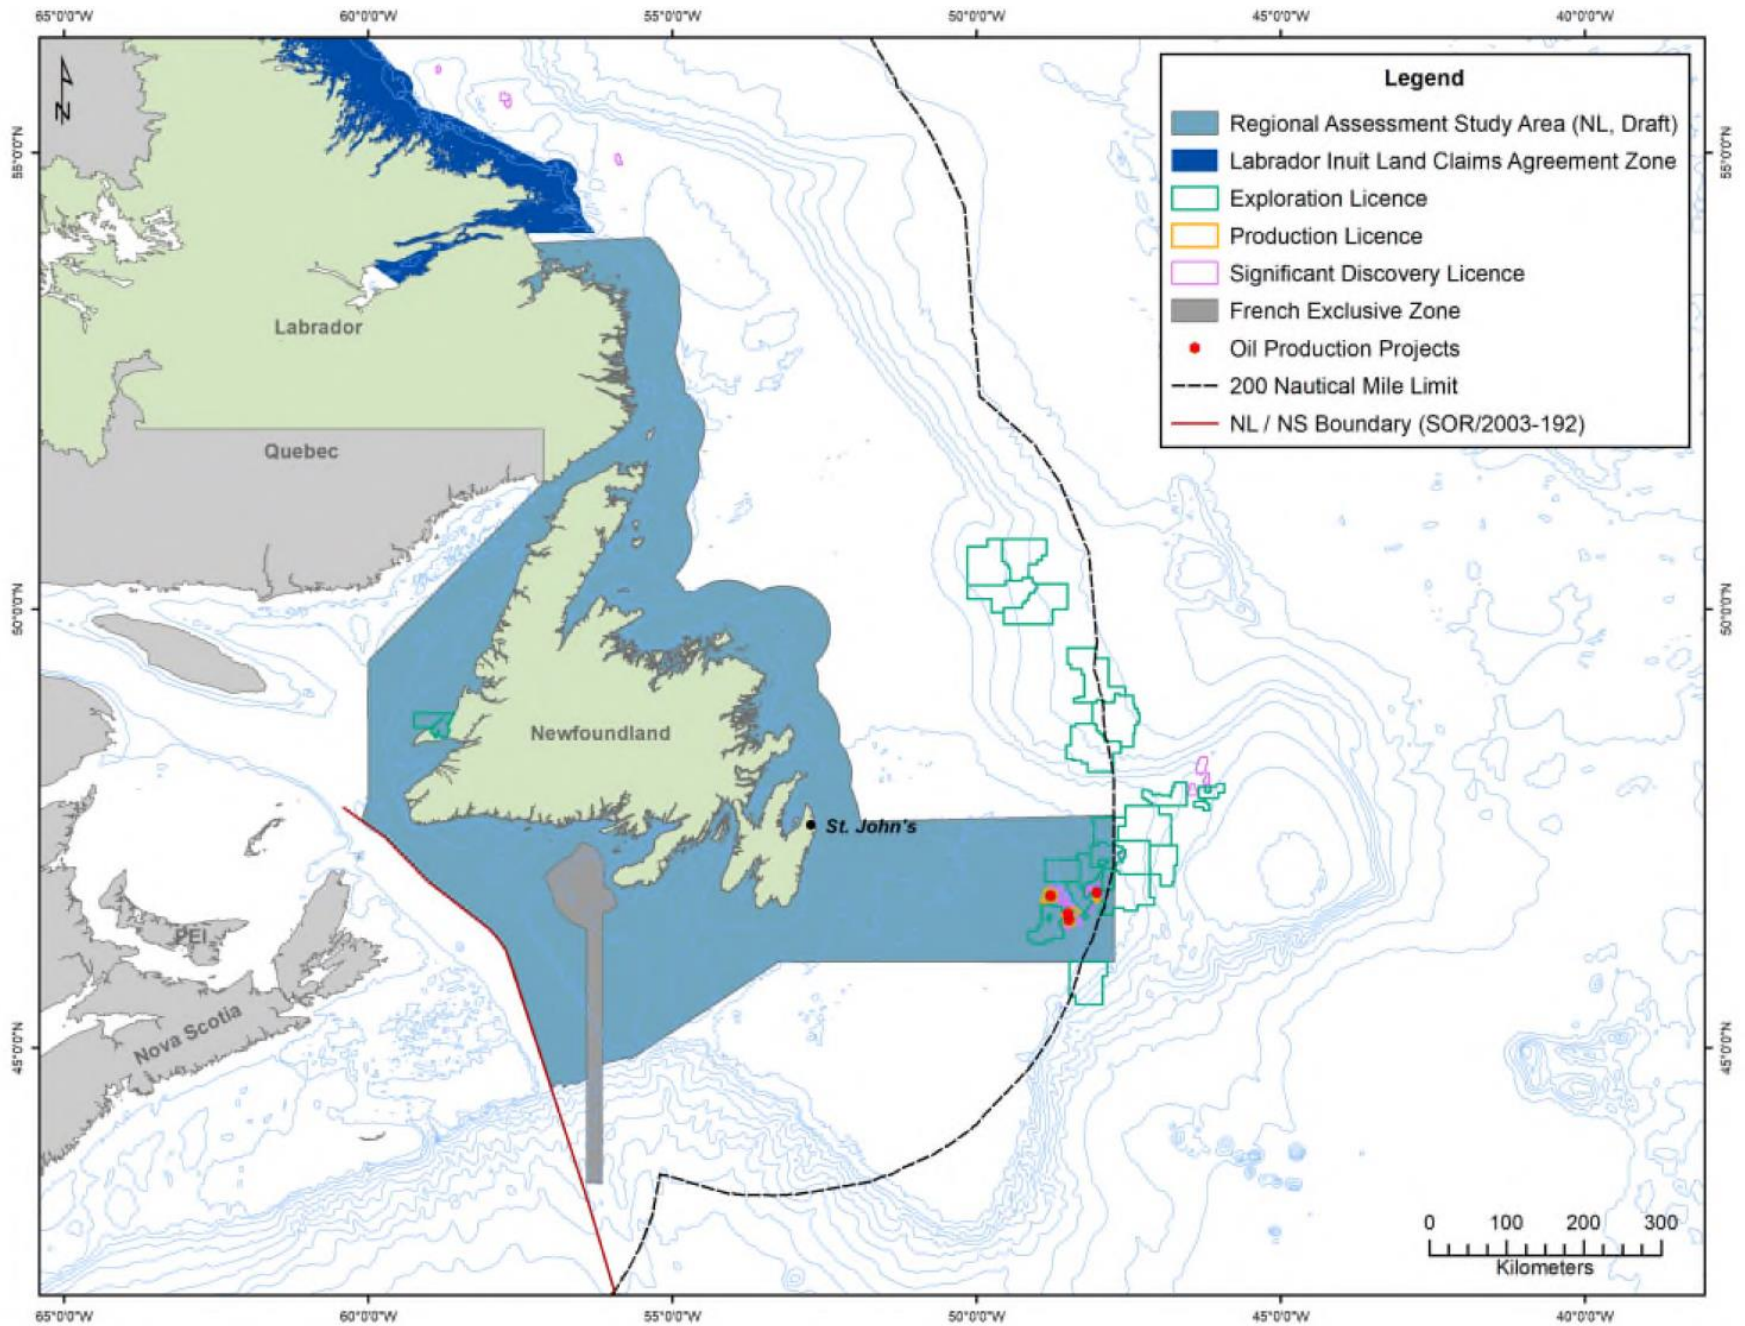 65°0'0"W 60°0'0"W 55°0'0"W 50°0'0"W 45°0'0"W 40°0'0"W
N
Legend
Regional Assessment Study Area (NL, Draft)
Labrador Inuit Land Claims Agreement Zone
Exploration Licence
Production Licence
Significant Discovery Licence
French Exclusive Zone
Oil Production Projects
200 Nautical Mile Limit
NL / NS Boundary (SOR/2003-192)
55°0'0"N
55°0'0"N
Labrador
Quebec
50°0'0"N
50°0'0"N
Newfoundland
St. John's
PEI
Nova Scotia
45°0'0"N
45°0'0"N
0 100 200 300
Kilometers
65°0'0"W 60°0'0"W 55°0'0"W 50°0'0"W 45°0'0"W 40°0'0"W